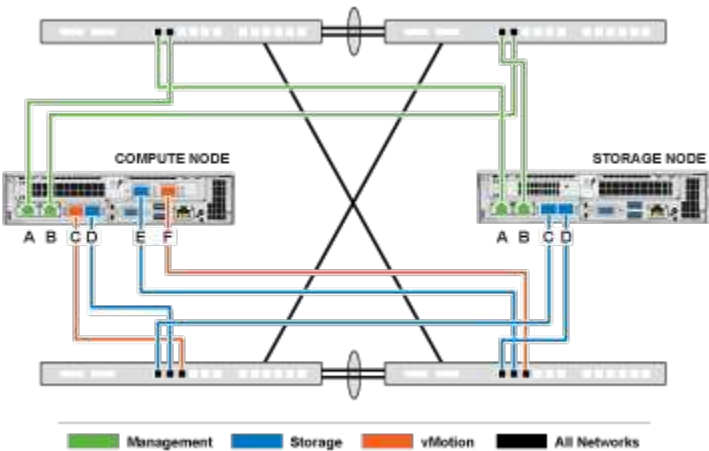 COMPUTE NODE
STORAGE NODE
A B C D E F
A B C D
Management Storage vMotion All Networks